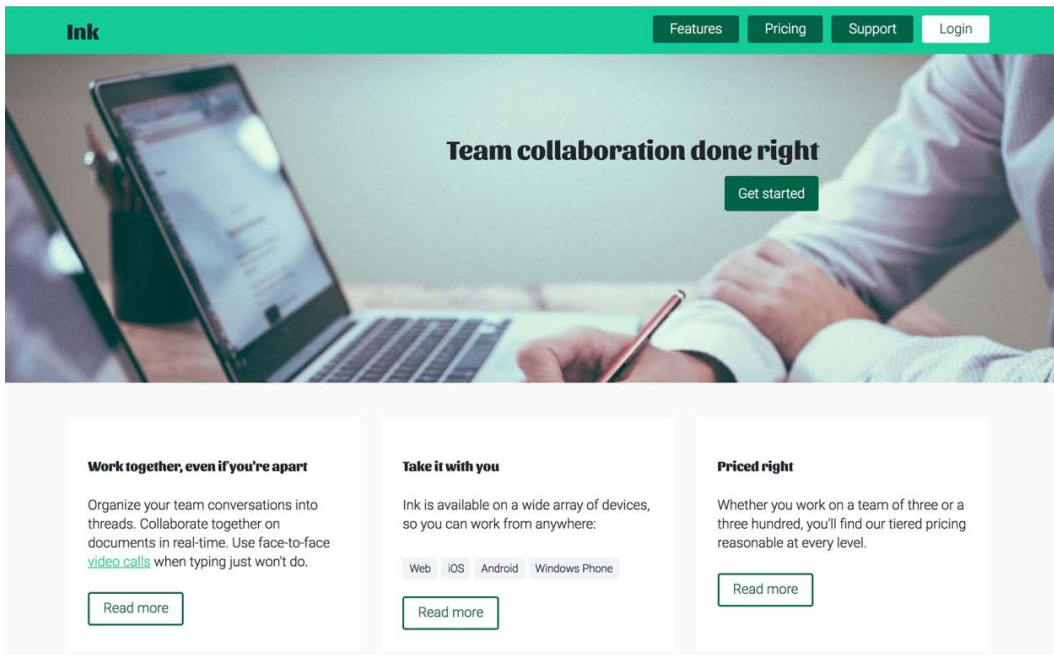 Ink
Features Pricing Support Login
Team collaboration done right
Get started
Work together, even if you're apart
Organize your team conversations into
threads. Collaborate together on
documents in real-time. Use face-to-face
video calls when typing just won't do.
Read more
Take it with you
Ink is available on a wide array of devices,
so you can work from anywhere:
Web iOS Android Windows Phone
Read more
Priced right
Whether you work on a team of three or a
three hundred, you'll find our tiered pricing
reasonable at every level.
Read more